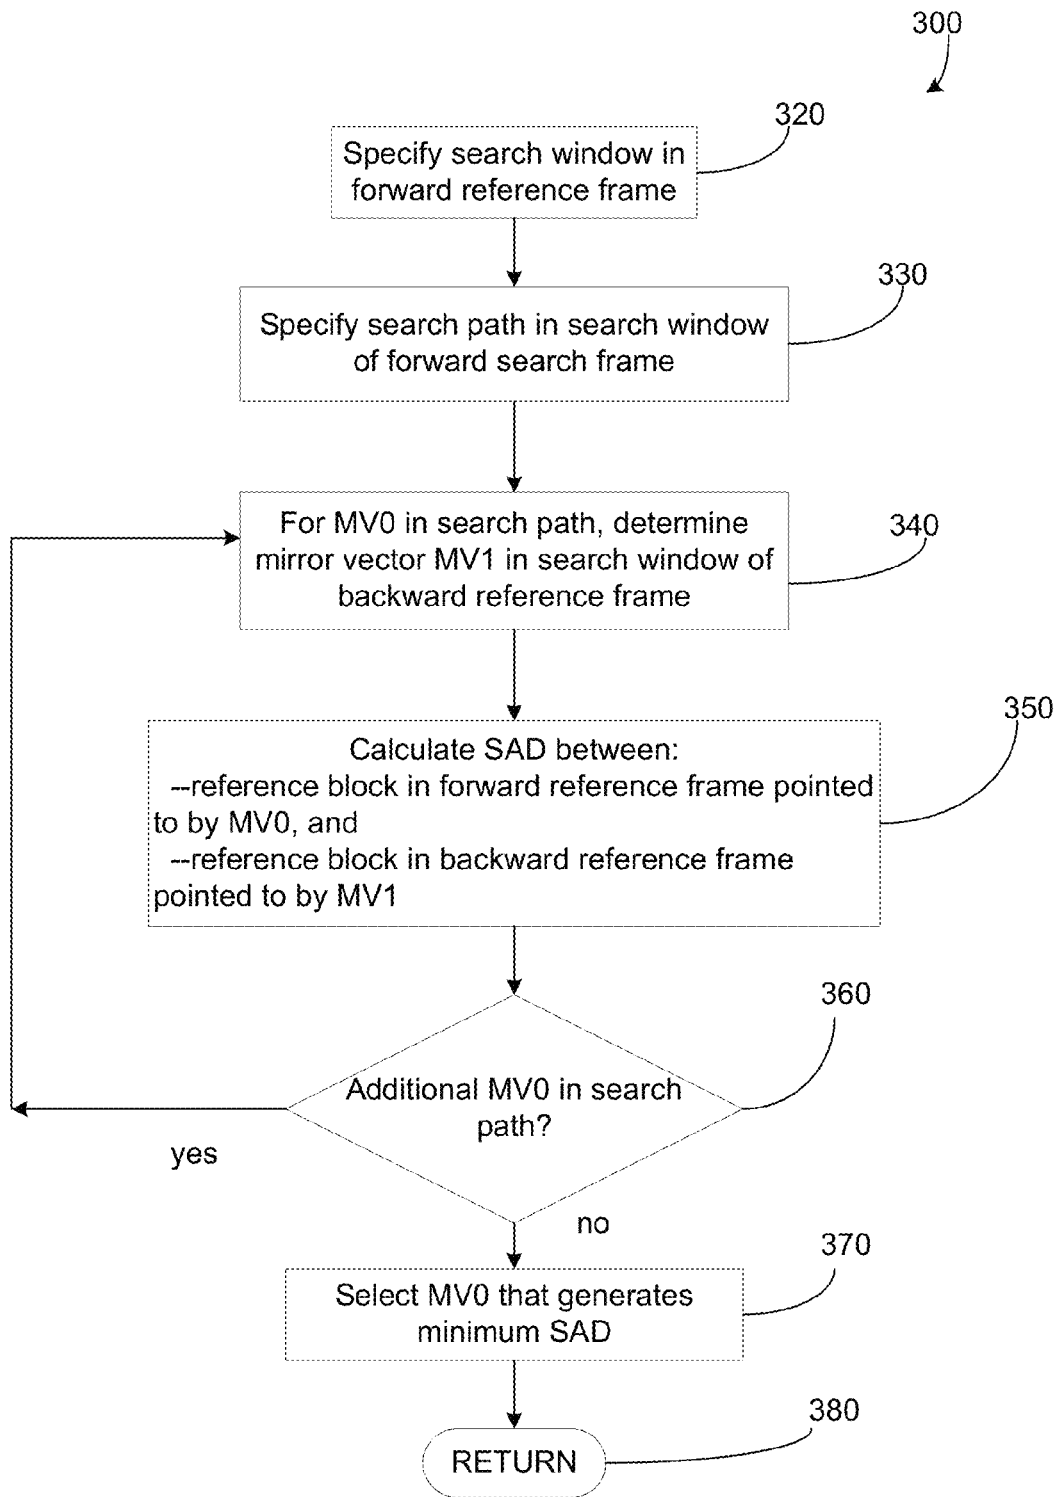 300
320
Specify search window in
forward reference frame
330
Specify search path in search window
of forward search frame
340
For MV0 in search path, determine
mirror vector MV1 in search window of
backward reference frame
350
Calculate SAD between:
--reference block in forward reference frame pointed
to by MV0, and
--reference block in backward reference frame
pointed to by MV1
360
Additional MV0 in search
path?
yes
no
370
Select MV0 that generates
minimum SAD
380
RETURN